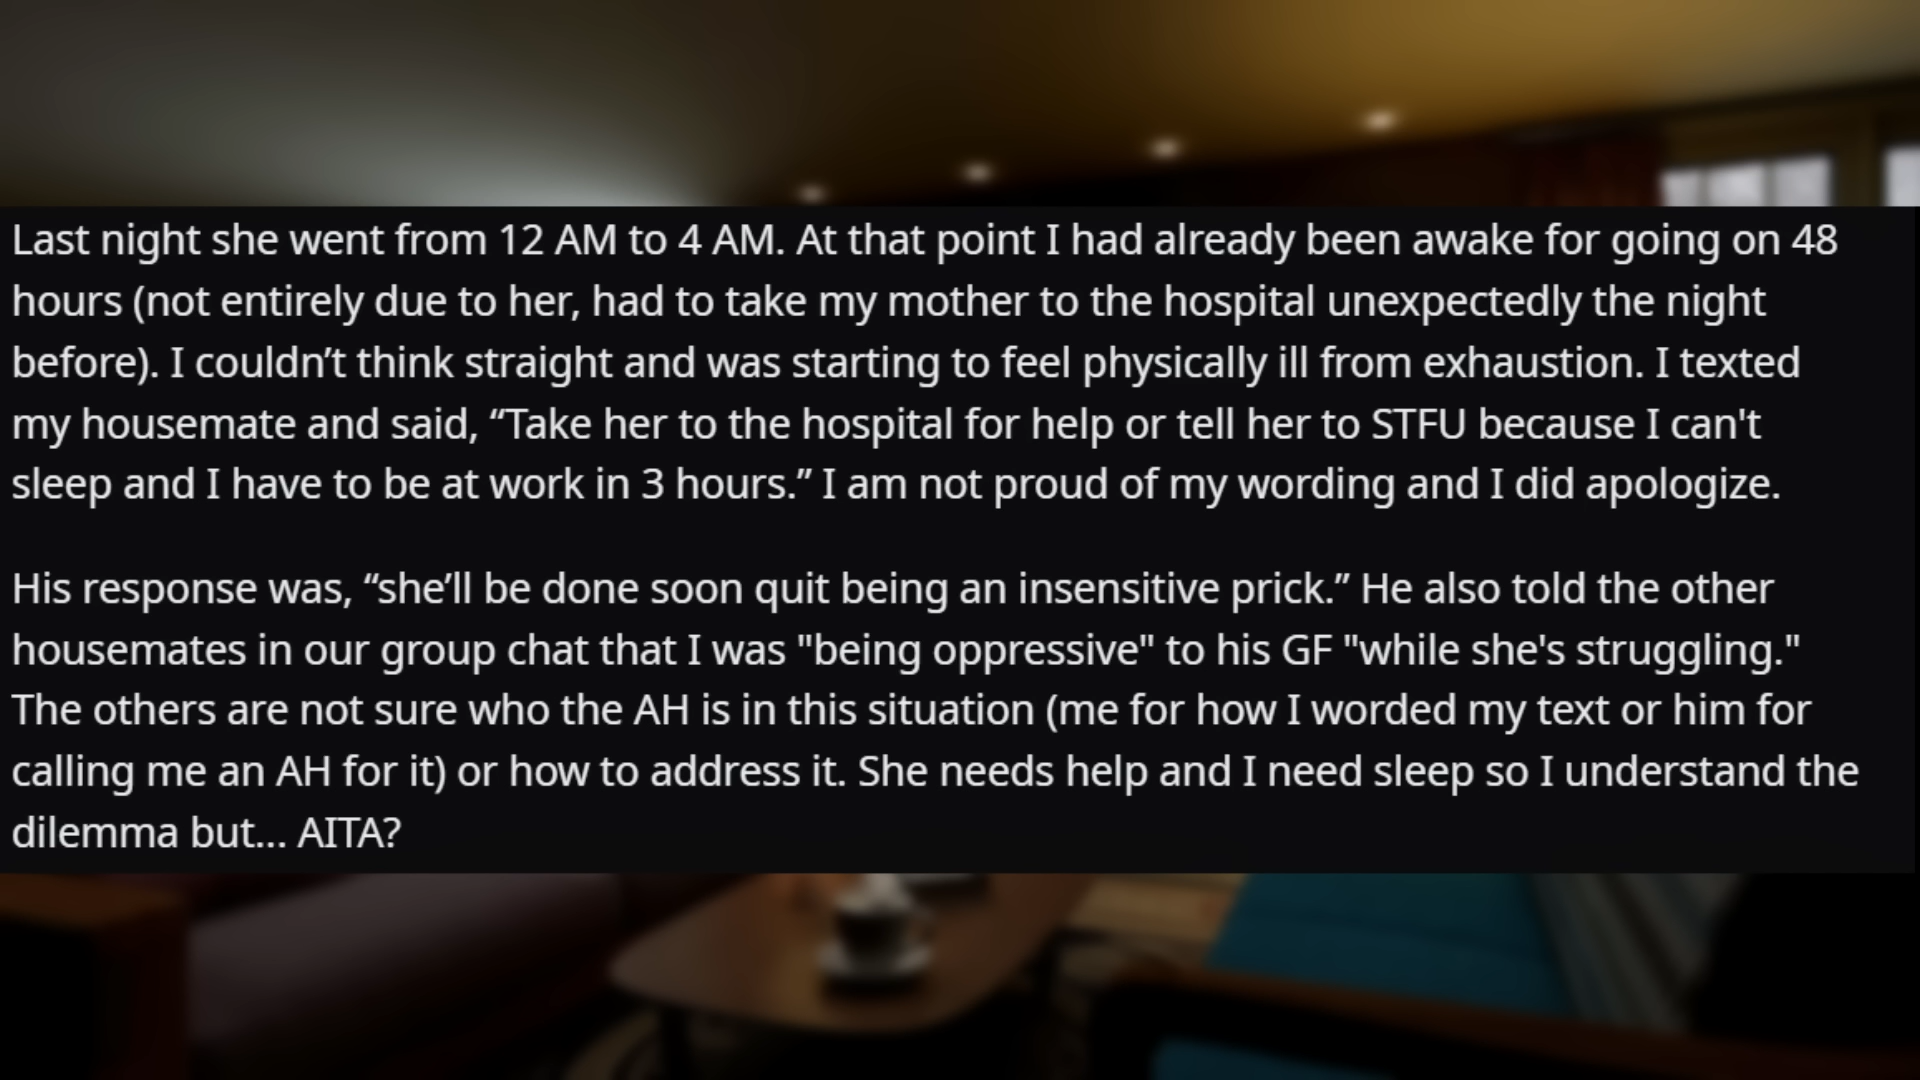 Last night she went from 12 AM to 4 AM. At that point I had already been awake for going on 48
hours (not entirely due to her, had to take my mother to the hospital unexpectedly the night
before). I couldn’t think straight and was starting to feel physically ill from exhaustion. I texted
my housemate and said, “Take her to the hospital for help or tell her to STFU because I can't
sleep and I have to be at work in 3 hours.” I am not proud of my wording and I did apologize.
His response was, “she’ll be done soon quit being an insensitive prick.” He also told the other
housemates in our group chat that I was "being oppressive" to his GF "while she's struggling."
The others are not sure who the AH is in this situation (me for how I worded my text or him for
calling me an AH for it) or how to address it. She needs help and I need sleep so I understand the
dilemma but... AITA?